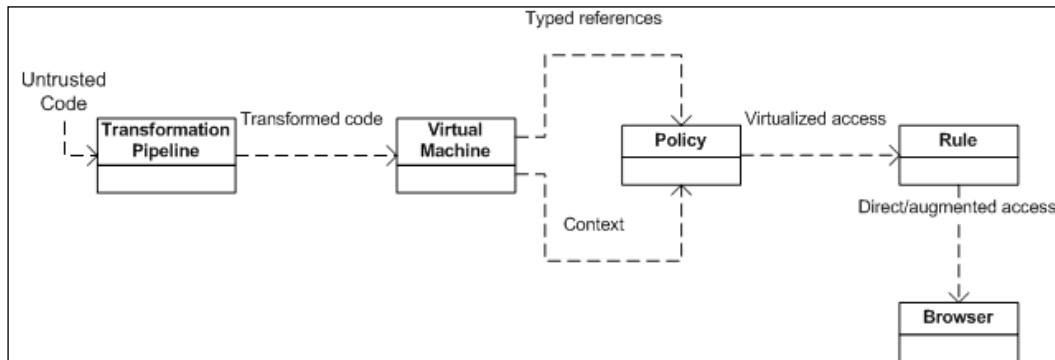 Typed references
Untrusted
Code
Transformation
Pipeline
Transformed code
Virtual
Machine
Policy
Virtualized access
Rule
Context
Direct/augmented access
Browser